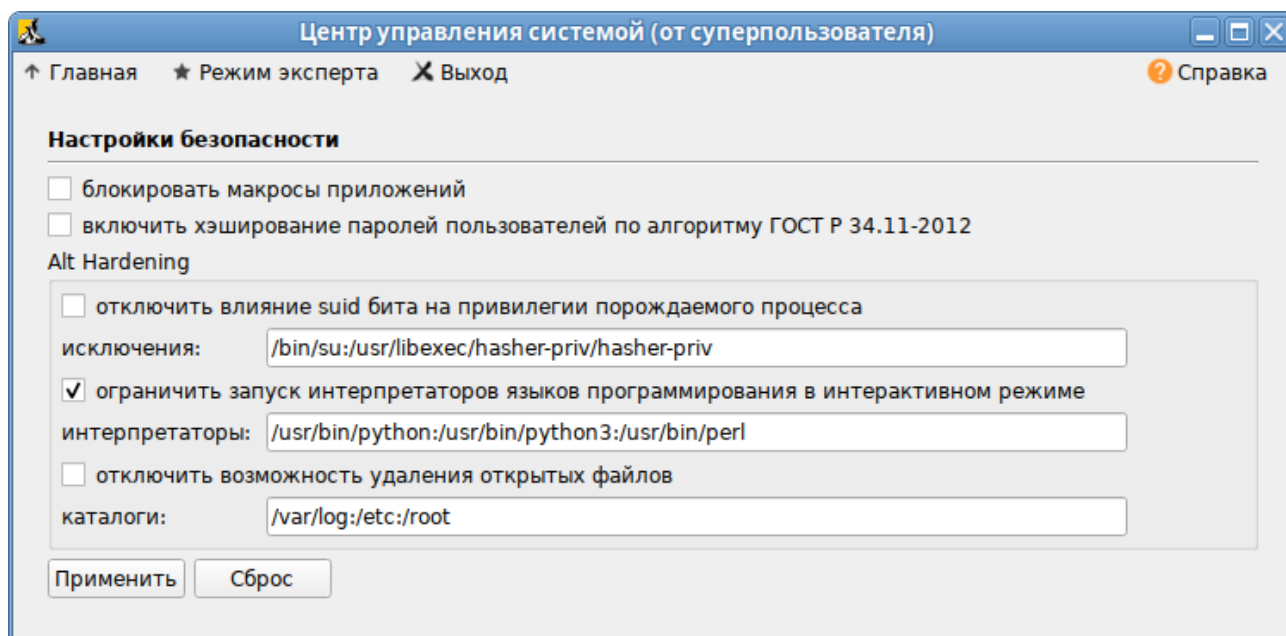 Центр управления системой (от суперпользователя)
Главная Режим эксперта Выход Справка
Настройки безопасности
блокировать макросы приложений
включить хэширование паролей пользователей по алгоритму ГОСТ Р 34.11-2012
Alt Hardening
отключить влияние suid бита на привилегии порождаемого процесса
исключения: /bin/su:/usr/libexec/hasher-priv/hasher-priv
ограничить запуск интерпретаторов языков программирования в интерактивном режиме
интерпретаторы: /usr/bin/python:/usr/bin/python3:/usr/bin/perl
отключить возможность удаления открытых файлов
каталоги: /var/log:/etc:/root
Применить Сброс